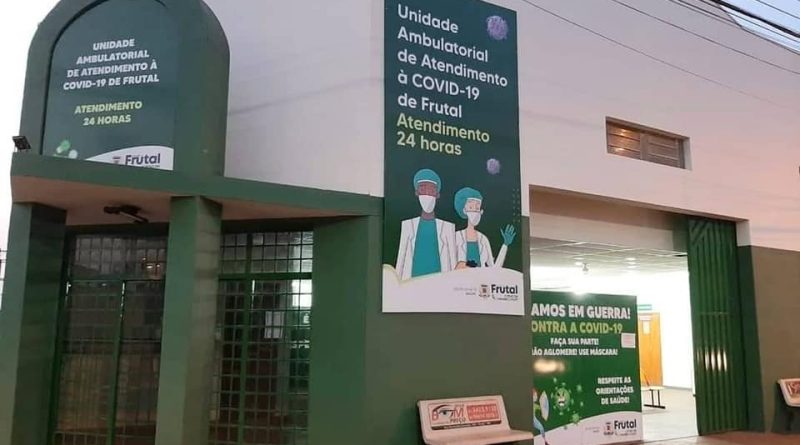 UNIDADE
AMBULATORIAL
DE ATENDIMENTO À
COVID-19 DE FRUTAL
ATENDIMENTO
24 HORAS
Frutal
Unidade
Ambulatorial
de Atendimento
à COVID-19
de Frutal
Atendimento
24 horas
Frutal
AMOS EM GUERRA!
ONTRA A COVID-19
FAÇA SUA PARTE!
ÃO AGLOMERE! USE MÁSCARA!
RESPEITE AS
ORIENTAÇÕES
DE SAÚDE!
Frutal
B M
PREÇO